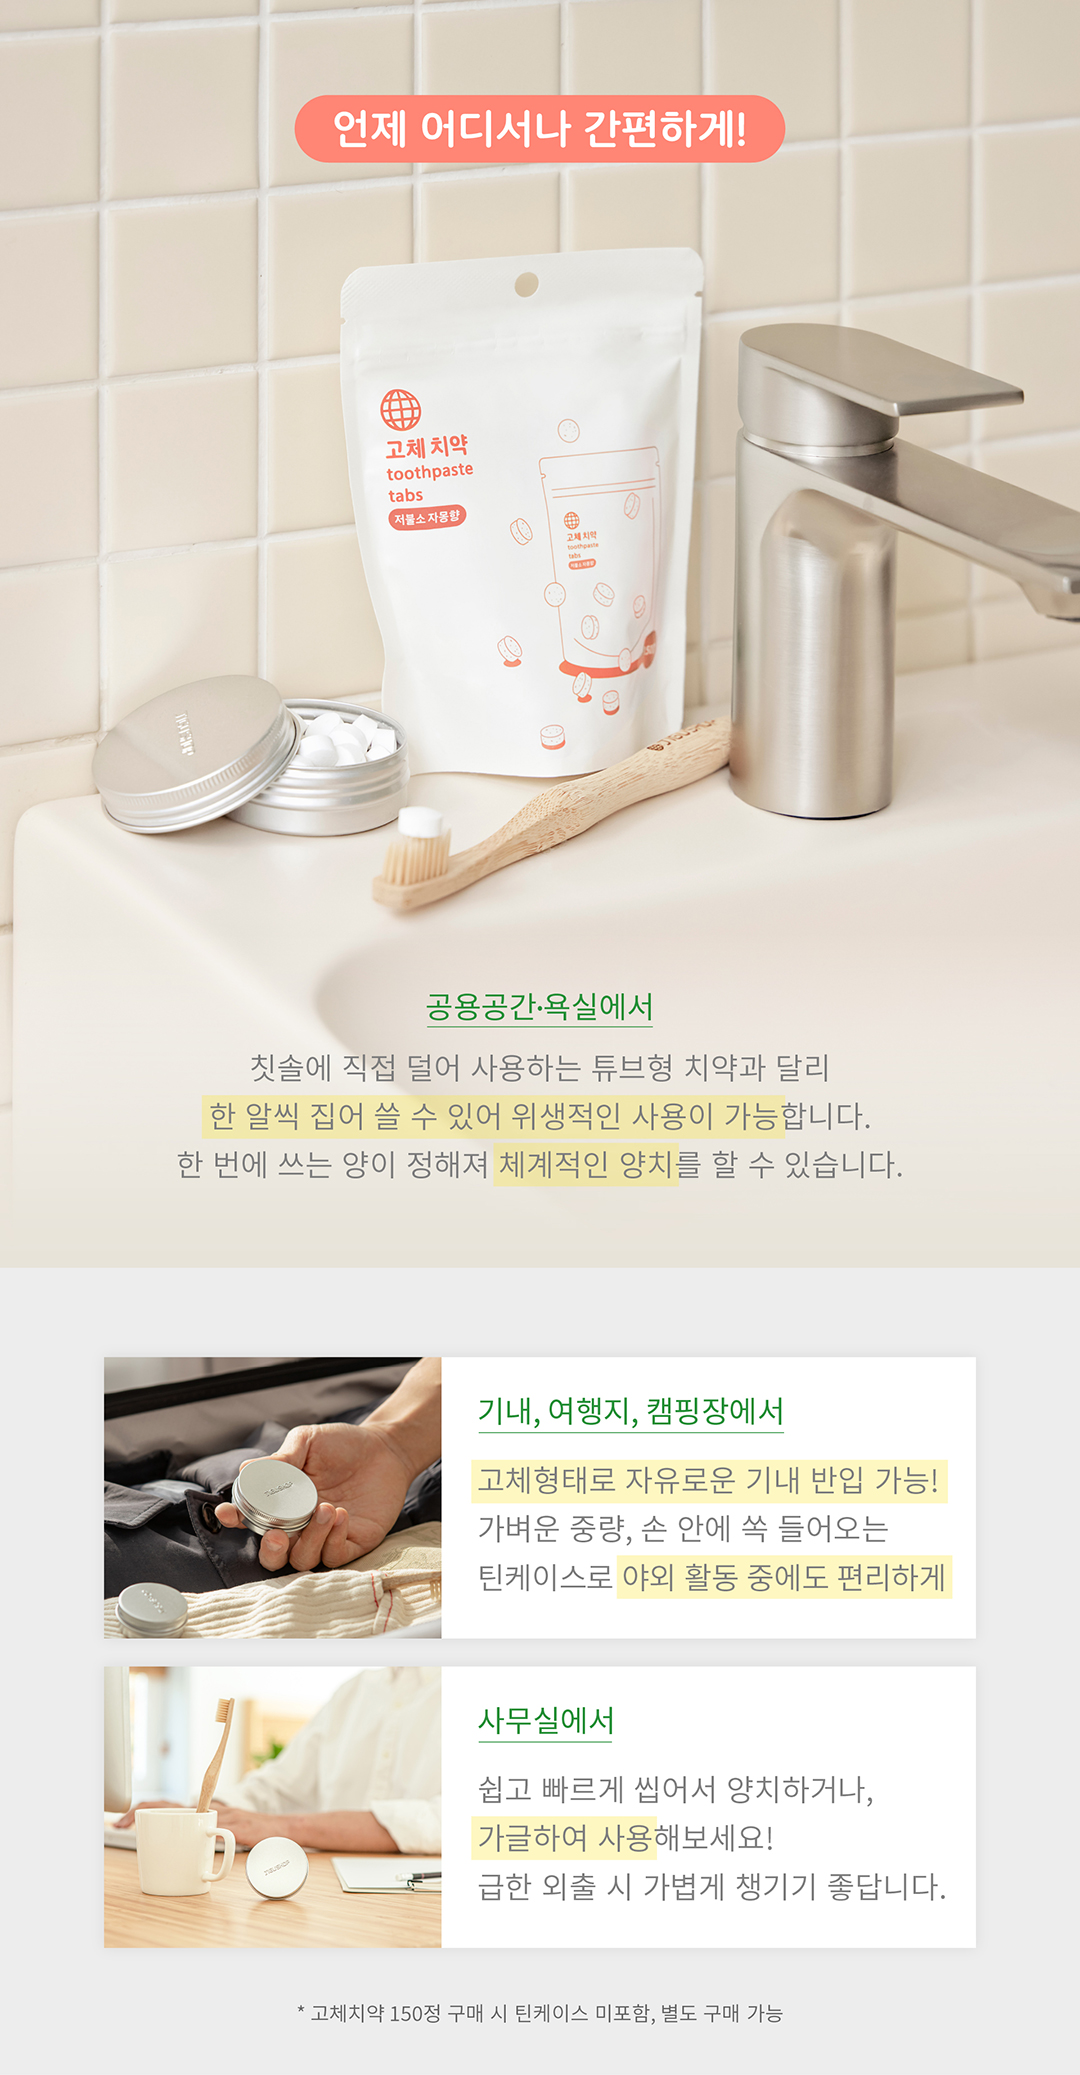 언제 어디서나 간편하게!
고체 치약
toothpaste
tabs
저불소 자몽향
고체 치약
toothpaste
tabs
저불소 자몽향
공용공간·욕실에서
칫솔에 직접 덜어 사용하는 튜브형 치약과 달리
한 알씩 집어 쓸 수 있어 위생적인 사용이 가능합니다.
한 번에 쓰는 양이 정해져 체계적인 양치를 할 수 있습니다.
기내, 여행지, 캠핑장에서
고체형태로 자유로운 기내 반입 가능!
가벼운 중량, 손 안에 쏙 들어오는
틴케이스로 야외 활동 중에도 편리하게
사무실에서
쉽고 빠르게 씹어서 양치하거나,
가글하여 사용해보세요!
급한 외출 시 가볍게 챙기기 좋답니다.
* 고체치약 150정 구매 시 틴케이스 미포함, 별도 구매 가능